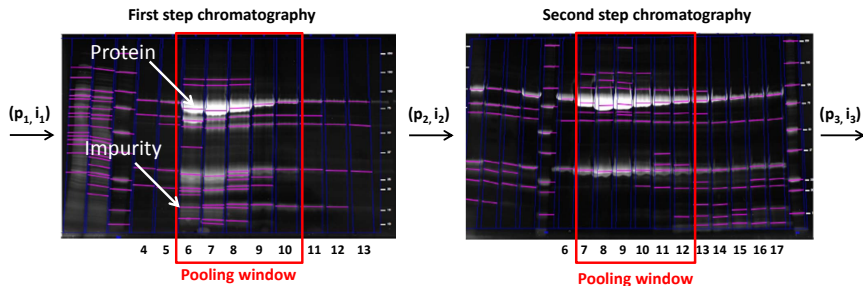 First step chromatography
Second step chromatography
Protein
(p₁, i₁)
(p₂, i₂)
(p₃, i₃)
Impurity
4 5 6 7 8 9 10 11 12 13
6 7 8 9 10 11 12 13 14 15 16 17
Pooling window
Pooling window